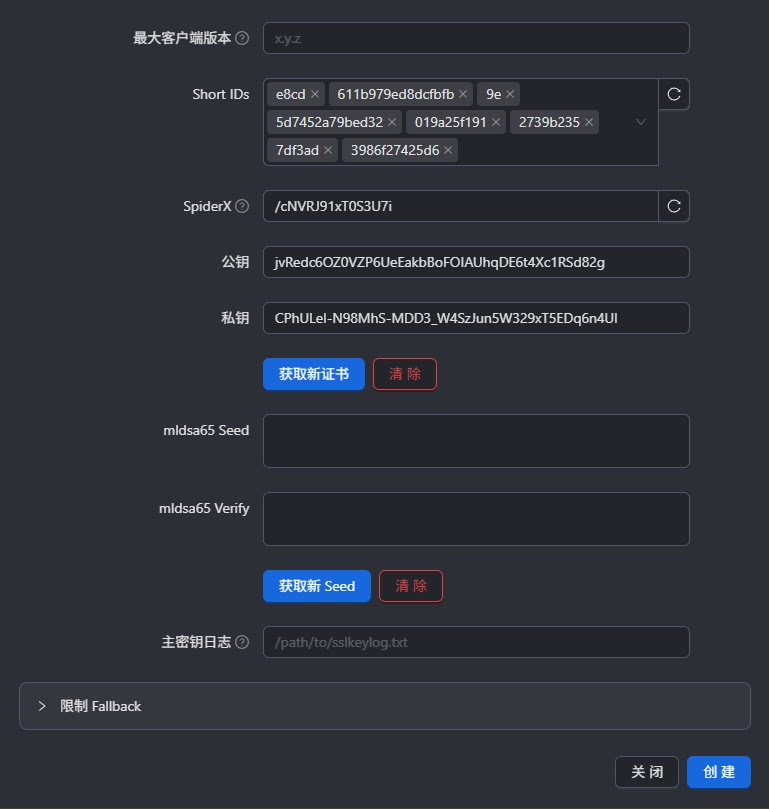 最大客户端版本 x.y.z
Short IDs e8cd 611b979ed8dcfbfb 9e
5d7452a79bed32 019a25f191 2739b235
7df3ad 3986f27425d6
SpiderX /cNVRJ91xT0S3U7i
公钥 jvRedc6OZ0VZP6UeEakbBoFOIAUhqDE6t4Xc1RSd82g
私钥 CPhULeI-N98MhS-MDD3_W4SzJun5W329xT5EDq6n4UI
获取新证书 清 除
mldsa65 Seed
mldsa65 Verify
获取新 Seed 清 除
主密钥日志 /path/to/sslkeylog.txt
限制 Fallback
关 闭 创 建